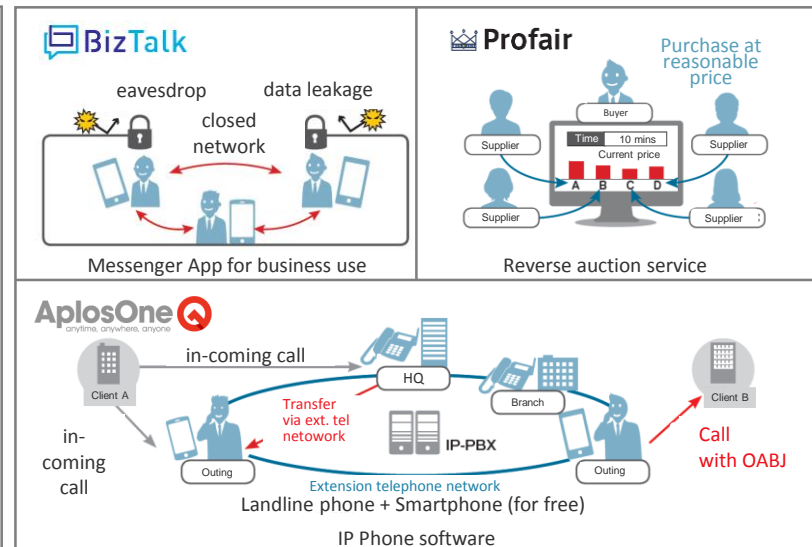 BizTalk
eavesdrop
data leakage
closed
network
Messenger App for business use
Profair
Purchase at
reasonable
price
Buyer
Supplier
Time
10 mins
Supplier
Current price
A B C D
Supplier
Supplier :
Reverse auction service
AplosOne
anytime, anywhere, anyone
in-coming call
HQ
Client A
Branch
Client B
Transfer
via ext. tel
netowork
IP-PBX
in-
coming
call
Outing
Outing
Call
with OABJ
Extension telephone network
Landline phone + Smartphone (for free)
IP Phone software